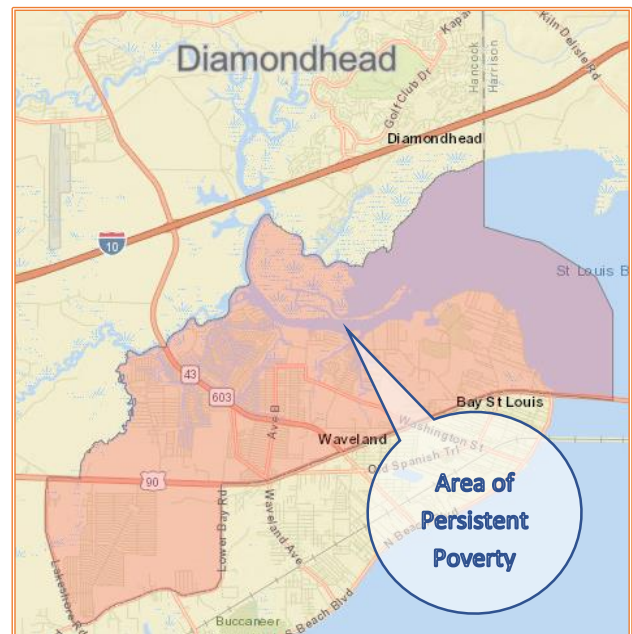 Diamondhead
Kapa
Kiln Delisle Rd
Golf Club Dr
Hancock
Harrison
Diamondhead
10
St Louis B
43
603
Ave B
Bay St Louis
Washington St
Waveland
Old Spanish Trl
90
Lower Bay Rd
Waveland Ave
Area of
Persistent
Poverty
N Beach Blvd
Lakeshore Rd
Buccaneer
S Beach Blvd